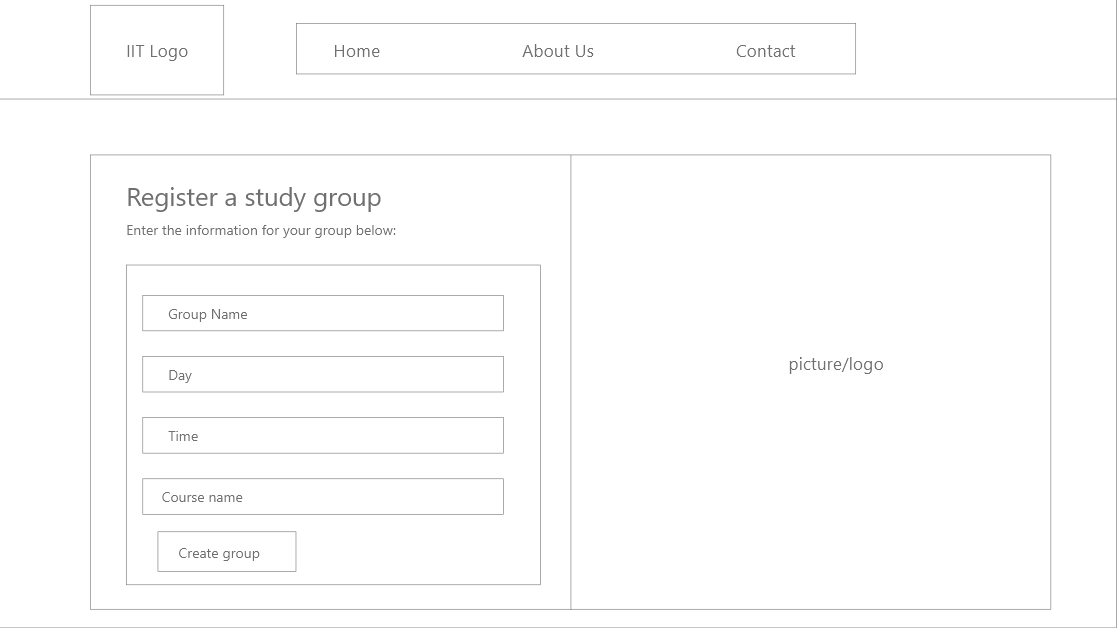 IIT Logo
Home
About Us
Contact
Register a study group
Enter the information for your group below:
Group Name
Day
Time
Course name
Create group
picture/logo